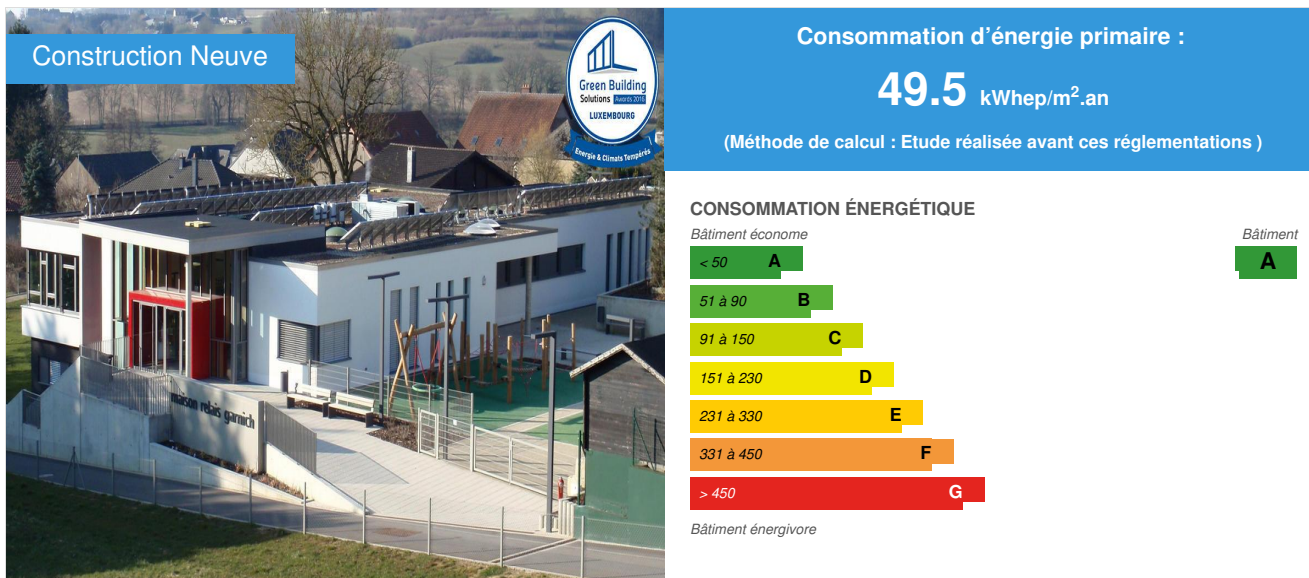 Construction Neuve
Green Building
Solutions Awards 2016
LUXEMBOURG
Energie & Climats Tempérés
maison relais garnich
Consommation d'énergie primaire :
49.5 kWhep/m².an
(Méthode de calcul : Etude réalisée avant ces réglementations )
CONSOMMATION ÉNERGÉTIQUE
Bâtiment économe
Bâtiment
< 50 A
A
51 à 90 B
91 à 150 C
151 à 230 D
231 à 330 E
331 à 450 F
> 450 G
Bâtiment énergivore